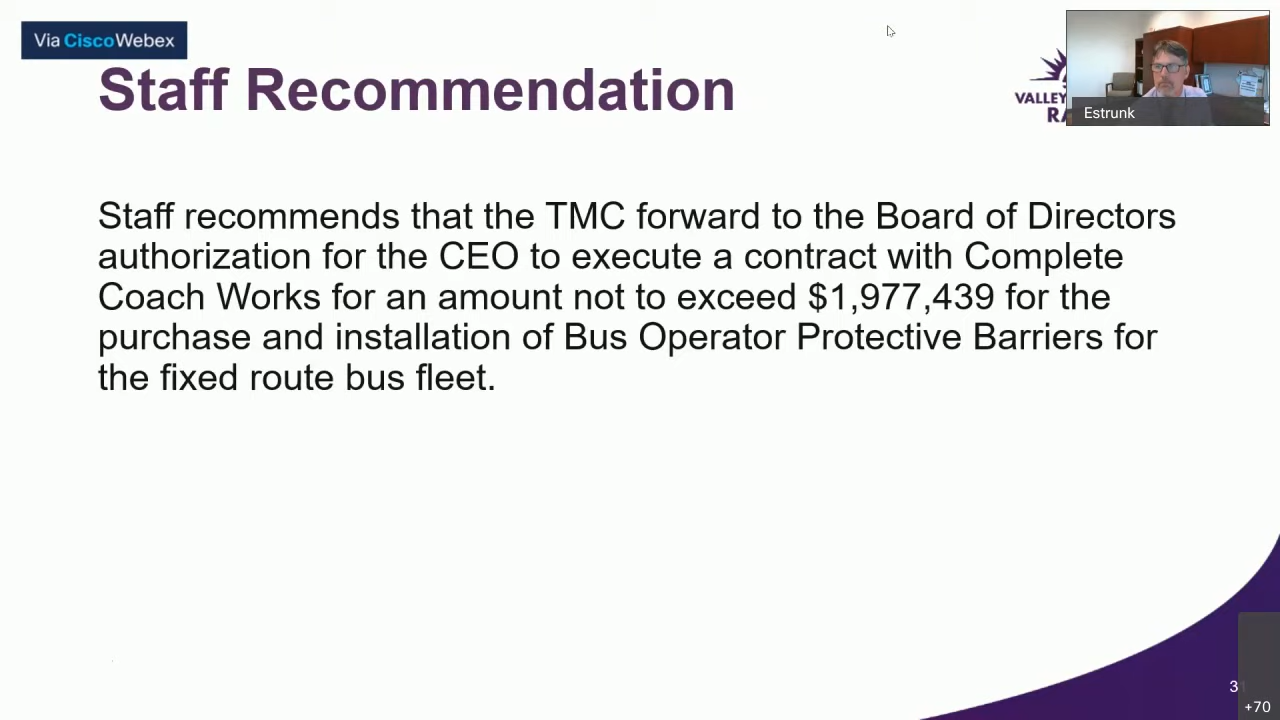 Via Cisco Webex
Staff Recommendation
VALLEY
Estrunk
Staff recommends that the TMC forward to the Board of Directors
authorization for the CEO to execute a contract with Complete
Coach Works for an amount not to exceed $1,977,439 for the
purchase and installation of Bus Operator Protective Barriers for
the fixed route bus fleet.
+70